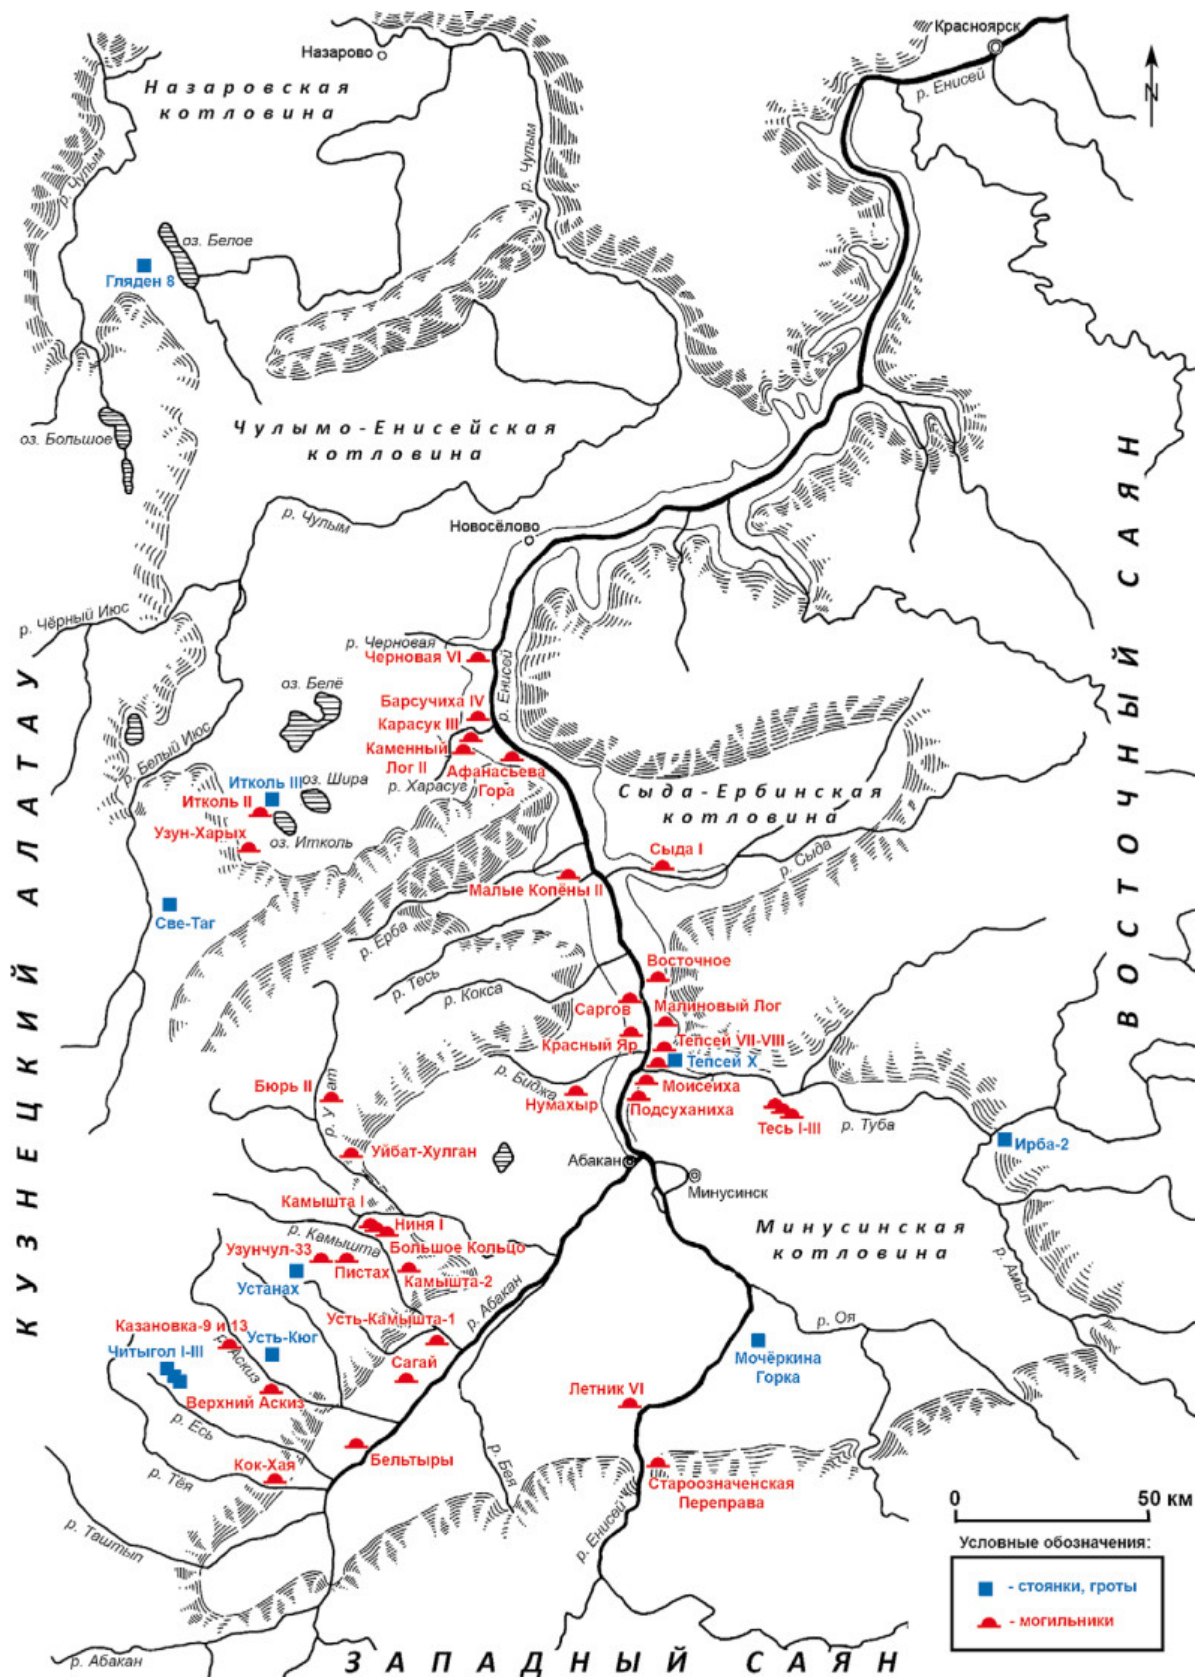 Красноярск
Назарово
р. Енисей
N
Назаровская
котловина
р. Чулым
р. Чулым
оз. Белое
Гляден 8
оз. Большое
Чулымо-Енисейская
котловина
р. Чулым
Новосёлово
ВОСТОЧНЫЙ САЯН
КУЗНЕЦКИЙ АЛАТАУ
р. Чёрный Июс
р. Черновая
Черновая VI
р. Енисей
оз. Белё
Барсучиха IV
Карасук III
Каменный
Лог II
Афанасьева
Гора
р. Харасуг
р. Белый Июс
Итколь III
оз. Шира
Итколь II
оз. Итколь
Узун-Харых
Сыда-Ербинская
котловина
Сыда I
р. Сыда
Малые Копёны II
Све-Таг
р. Ерба
р. Тесь
р. Кокса
Восточное
Саргов
Малиновый Лог
Красный Яр
Тепсей VII-VIII
Тепсей X
р. Биджа
Бюрь II
Нумахыр
Моисеиха
Подсуханиха
Тесь I-III
р. Туба
Ирба-2
Уйбат-Хулган
Абакан
Минусинск
Камышта I
Ниня I
р. Камышта
Большое Кольцо
Минусинская
котловина
Узунчул-33
Пистах
Камышта-2
Устанах
р. Абакан
р. Амыл
Усть-Камышта-1
р. Оя
Казановка-9 и 13
Усть-Кюг
Читыгол I-III
р. Аскиз
Сагай
Мочёркина
Горка
Верхний Аскиз
Летник VI
р. Есь
Бельтыры
р. Бея
Кок-Хая
р. Тёя
Староозначенская
Переправа
р. Таштып
р. Енисей
0 50 км
Условные обозначения:
- стоянки, гроты
- могильники
р. Абакан
ЗАПАДНЫЙ САЯН